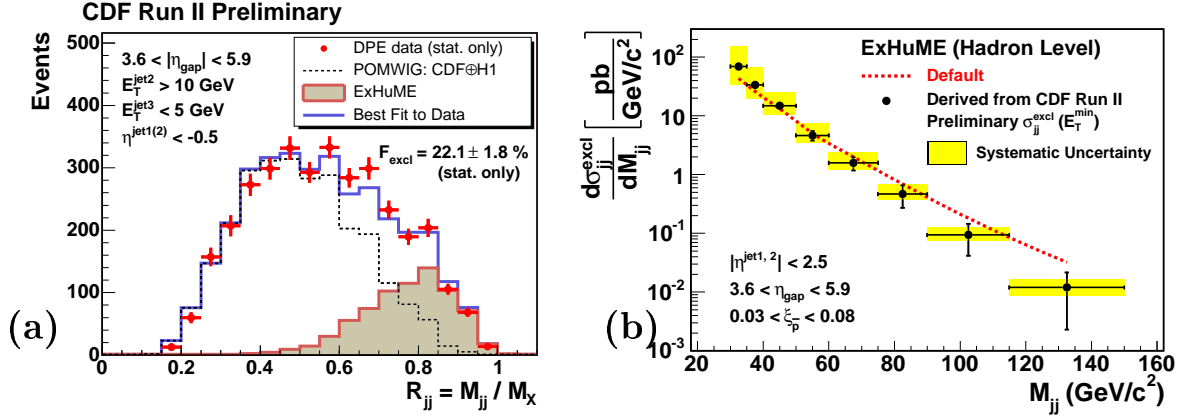 CDF Run II Preliminary
Events
500
400
300
200
100
0
3.6 < |η_gap| < 5.9
E_T^jet2 > 10 GeV
E_T^jet3 < 5 GeV
η^jet1(2) < -0.5
DPE data (stat. only)
POMWIG: CDF⊕H1
ExHuME
Best Fit to Data
F_excl = 22.1 ± 1.8 %
(stat. only)
(a)
0 0.2 0.4 0.6 0.8 1
R_jj = M_jj / M_X
dσ_jj^excl / dM_jj [pb / GeV/c²]
10²
10
1
10⁻¹
10⁻²
10⁻³
ExHuME (Hadron Level)
Default
Derived from CDF Run II
Preliminary σ_jj^excl (E_T^min)
Systematic Uncertainty
|η^jet1, 2| < 2.5
3.6 < η_gap < 5.9
0.03 < ξ_p < 0.08
(b)
20 40 60 80 100 120 140 160
M_jj (GeV/c²)